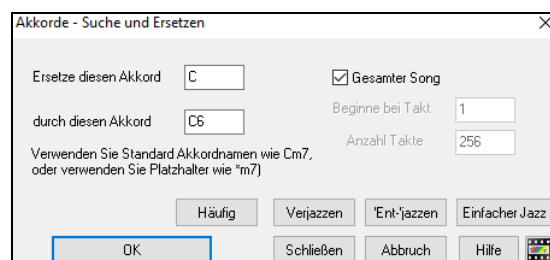 Akkorde - Suche und Ersetzen
Ersetze diesen Akkord C
Gesamter Song
Beginne bei Takt 1
durch diesen Akkord C6
Anzahl Takte 256
Verwenden Sie Standard Akkordnamen wie Cm7,
oder verwenden Sie Platzhalter wie *m7)
Häufig Verjazzen 'Ent-'jazzen Einfacher Jazz
OK Schließen Abbruch Hilfe